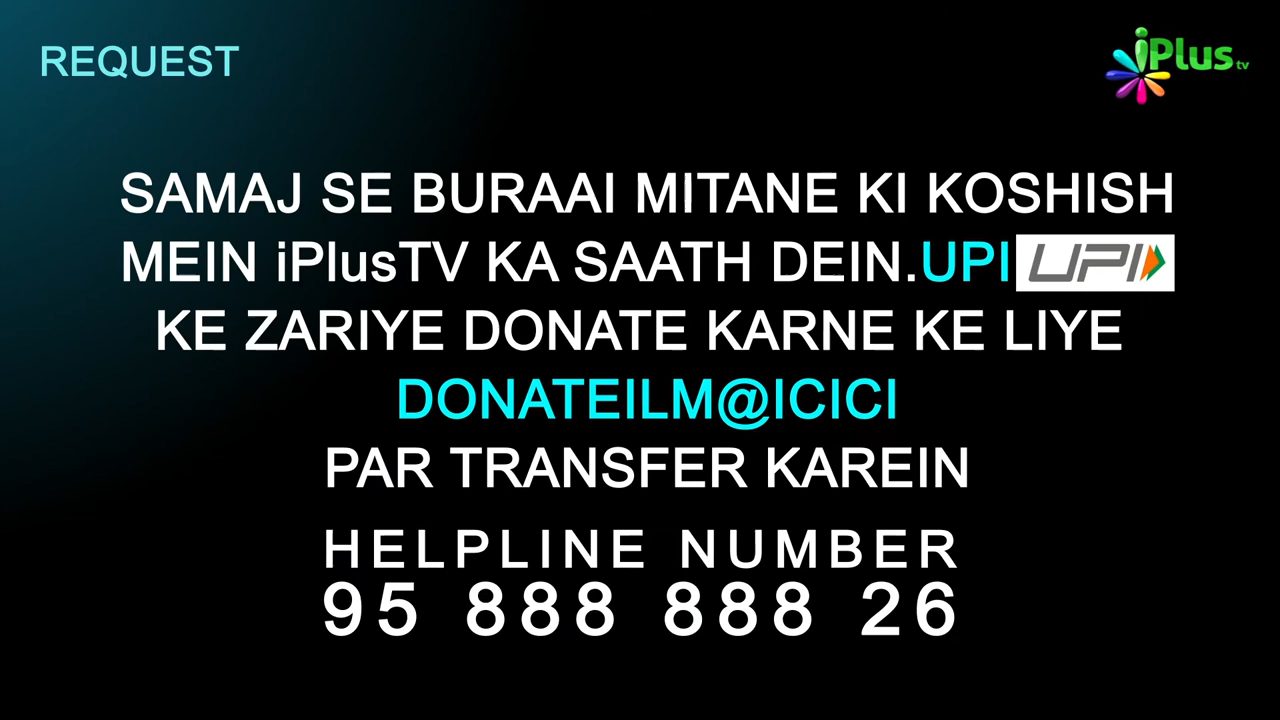 REQUEST
iPlus tv
SAMAJ SE BURAAI MITANE KI KOSHISH
MEIN iPlusTV KA SAATH DEIN.UPI UPI
KE ZARIYE DONATE KARNE KE LIYE
DONATEILM@ICICI
PAR TRANSFER KAREIN
HELPLINE NUMBER
95 888 888 26